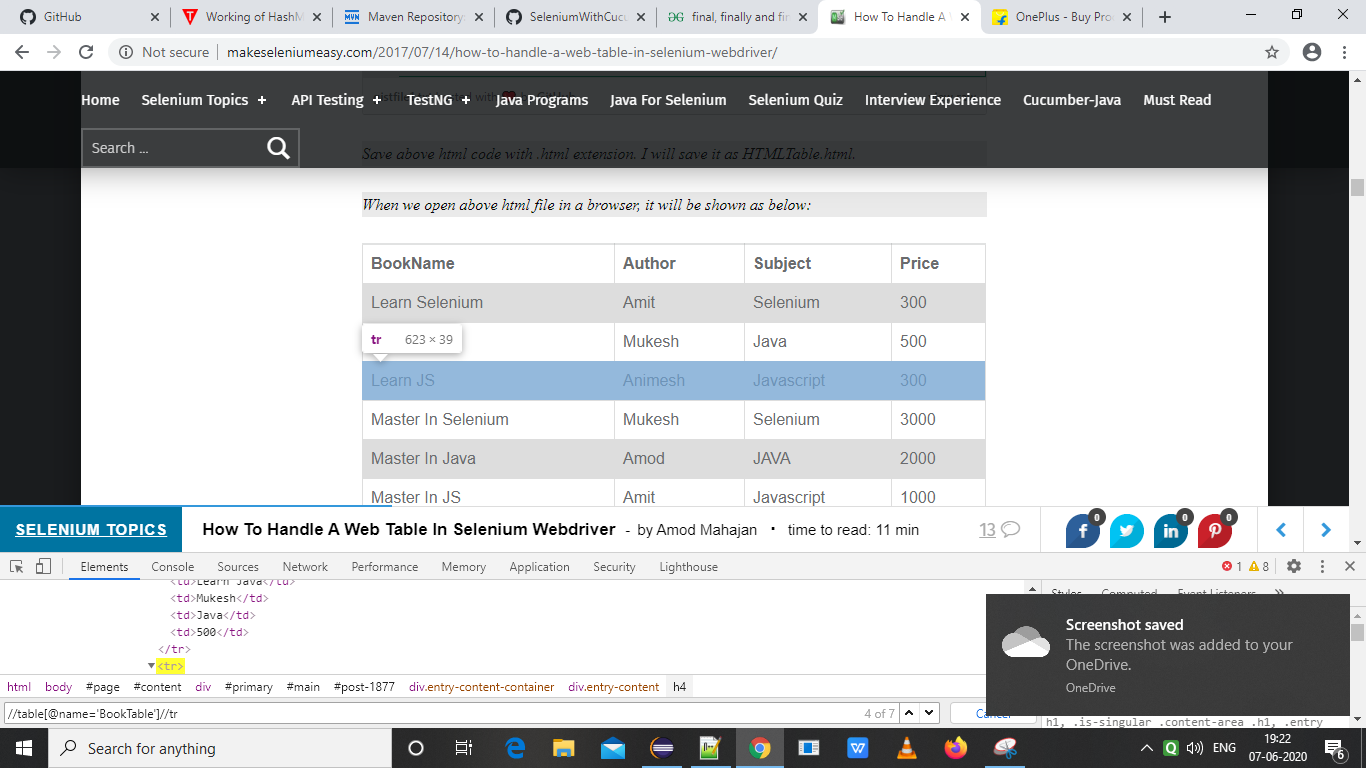 GitHub
Working of HashM
Maven Repository:
SeleniumWithCucu
final, finally and fin
How To Handle A W
OnePlus - Buy Pro
Not secure | makeseleniumeasy.com/2017/07/14/how-to-handle-a-web-table-in-selenium-webdriver/
Home Selenium Topics + API Testing + TestNG + Java Programs Java For Selenium Selenium Quiz Interview Experience Cucumber-Java Must Read
Search ...
Save above html code with .html extension. I will save it as HTMLTable.html.
When we open above html file in a browser, it will be shown as below:
BookName Author Subject Price
Learn Selenium Amit Selenium 300
tr 623 × 39
Mukesh Java 500
Learn JS Animesh Javascript 300
Master In Selenium Mukesh Selenium 3000
Master In Java Amod JAVA 2000
Master In JS Amit Javascript 1000
SELENIUM TOPICS How To Handle A Web Table In Selenium Webdriver - by Amod Mahajan • time to read: 11 min 13 0 0 0
Elements Console Sources Network Performance Memory Application Security Lighthouse 1 8
<td>Learn Java</td>
<td>Mukesh</td>
<td>Java</td>
<td>500</td>
</tr>
<tr>
Styles Computed Event Listeners »
Screenshot saved
The screenshot was added to your
OneDrive.
OneDrive
html body #page #content div #primary #main #post-1877 div.entry-content-container div.entry-content h4
//table[@name='BookTable']//tr 4 of 7 Cancel
h1, .is-singular .content-area .h1, .entry
Search for anything
ENG
19:22
07-06-2020
6